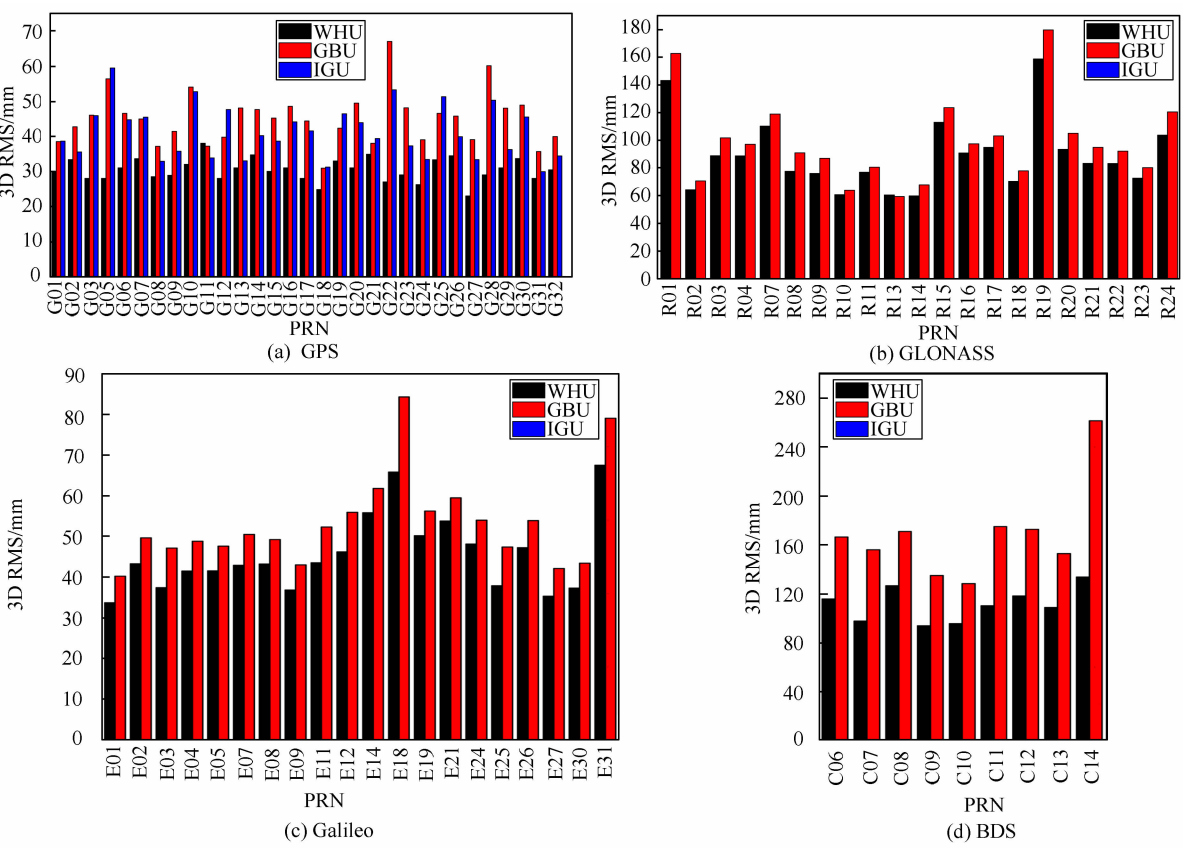 70
60
50
40
30
20
10
0
3D RMS/mm
WHU
GBU
IGU
G01 G02 G03 G05 G06 G07 G08 G09 G10 G11 G12 G13 G14 G15 G16 G17 G18 G19 G20 G21 G22 G23 G24 G25 G26 G27 G28 G29 G30 G31 G32
PRN
(a) GPS
180
160
140
120
100
80
60
40
20
0
3D RMS/mm
WHU
GBU
IGU
R01 R02 R03 R04 R07 R08 R09 R10 R11 R13 R14 R15 R16 R17 R18 R19 R20 R21 R22 R23 R24
PRN
(b) GLONASS
90
80
70
60
50
40
30
20
10
0
3D RMS/mm
WHU
GBU
IGU
E01 E02 E03 E04 E05 E07 E08 E09 E11 E12 E14 E18 E19 E21 E24 E25 E26 E27 E30 E31
PRN
(c) Galileo
280
240
200
160
120
80
40
0
3D RMS/mm
WHU
GBU
IGU
C06 C07 C08 C09 C10 C11 C12 C13 C14
PRN
(d) BDS